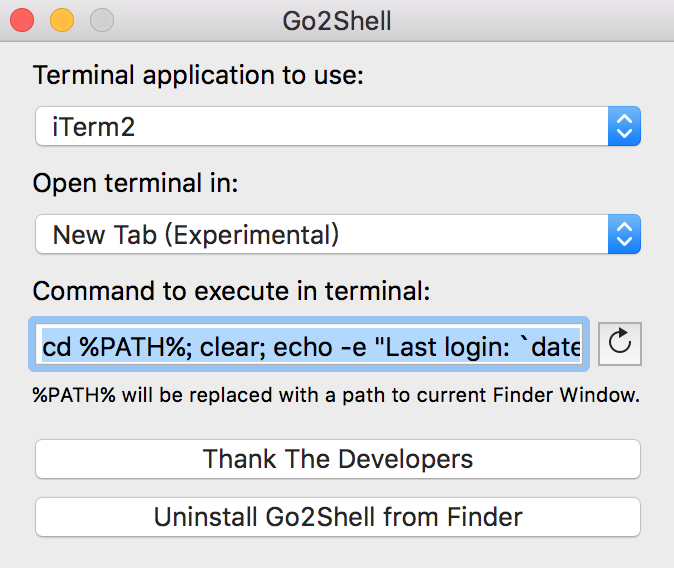 Go2Shell
Terminal application to use:
iTerm2
Open terminal in:
New Tab (Experimental)
Command to execute in terminal:
cd %PATH%; clear; echo -e "Last login: `date
%PATH% will be replaced with a path to current Finder Window.
Thank The Developers
Uninstall Go2Shell from Finder